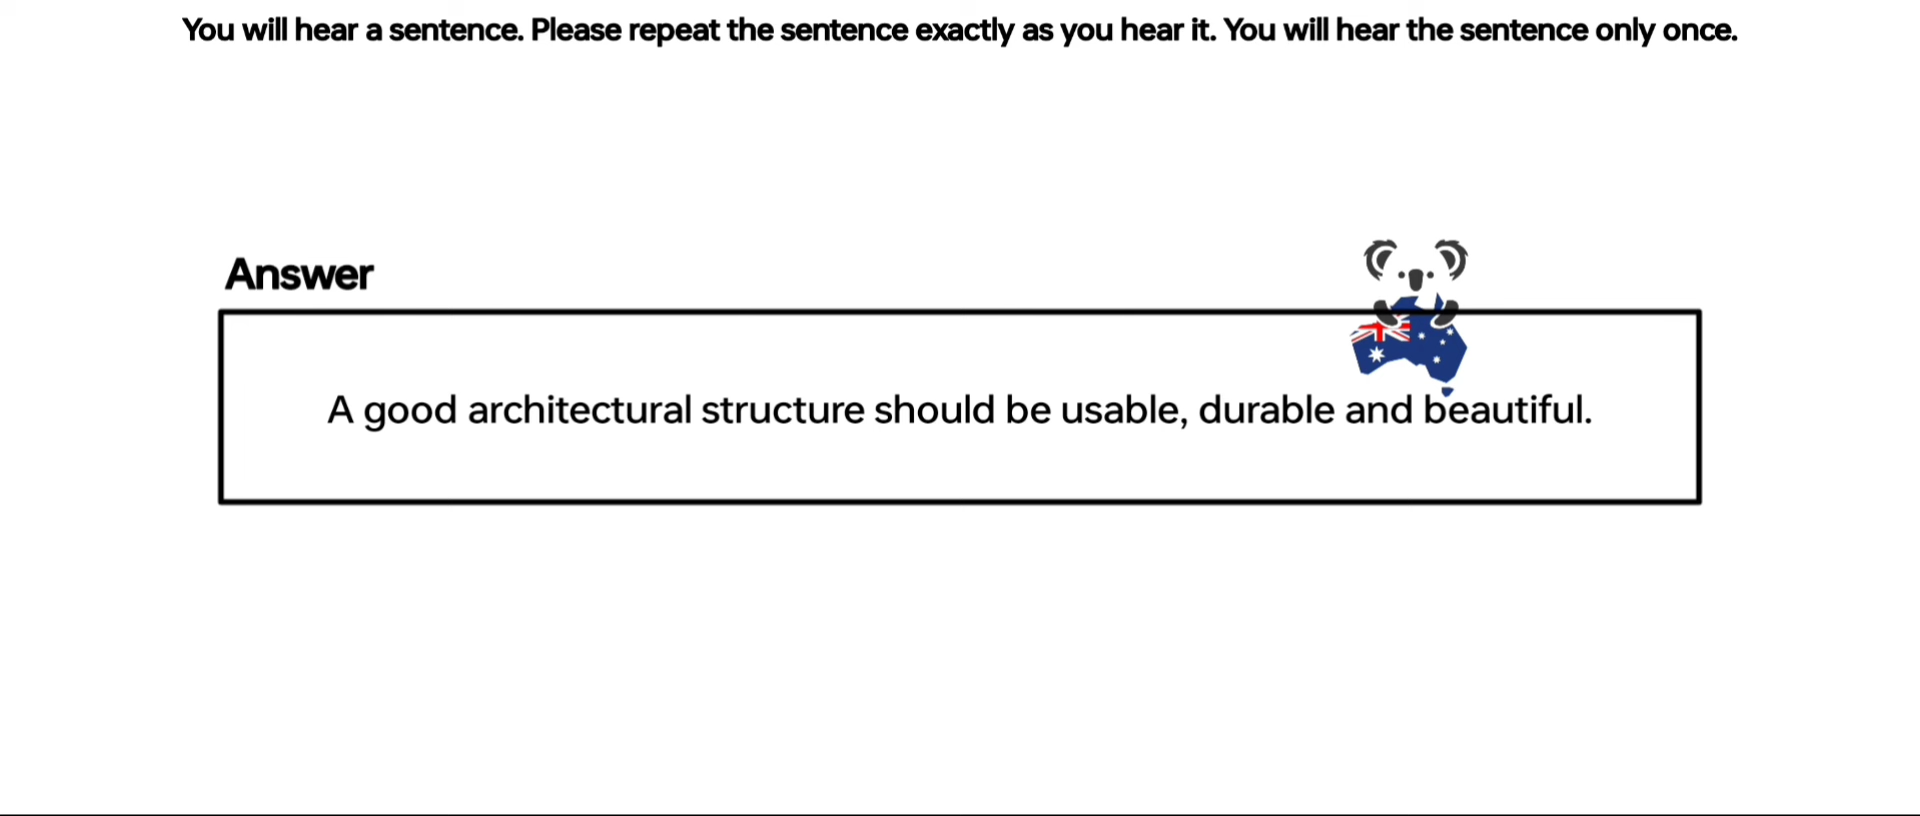 You will hear a sentence. Please repeat the sentence exactly as you hear it. You will hear the sentence only once.
Answer
A good architectural structure should be usable, durable and beautiful.